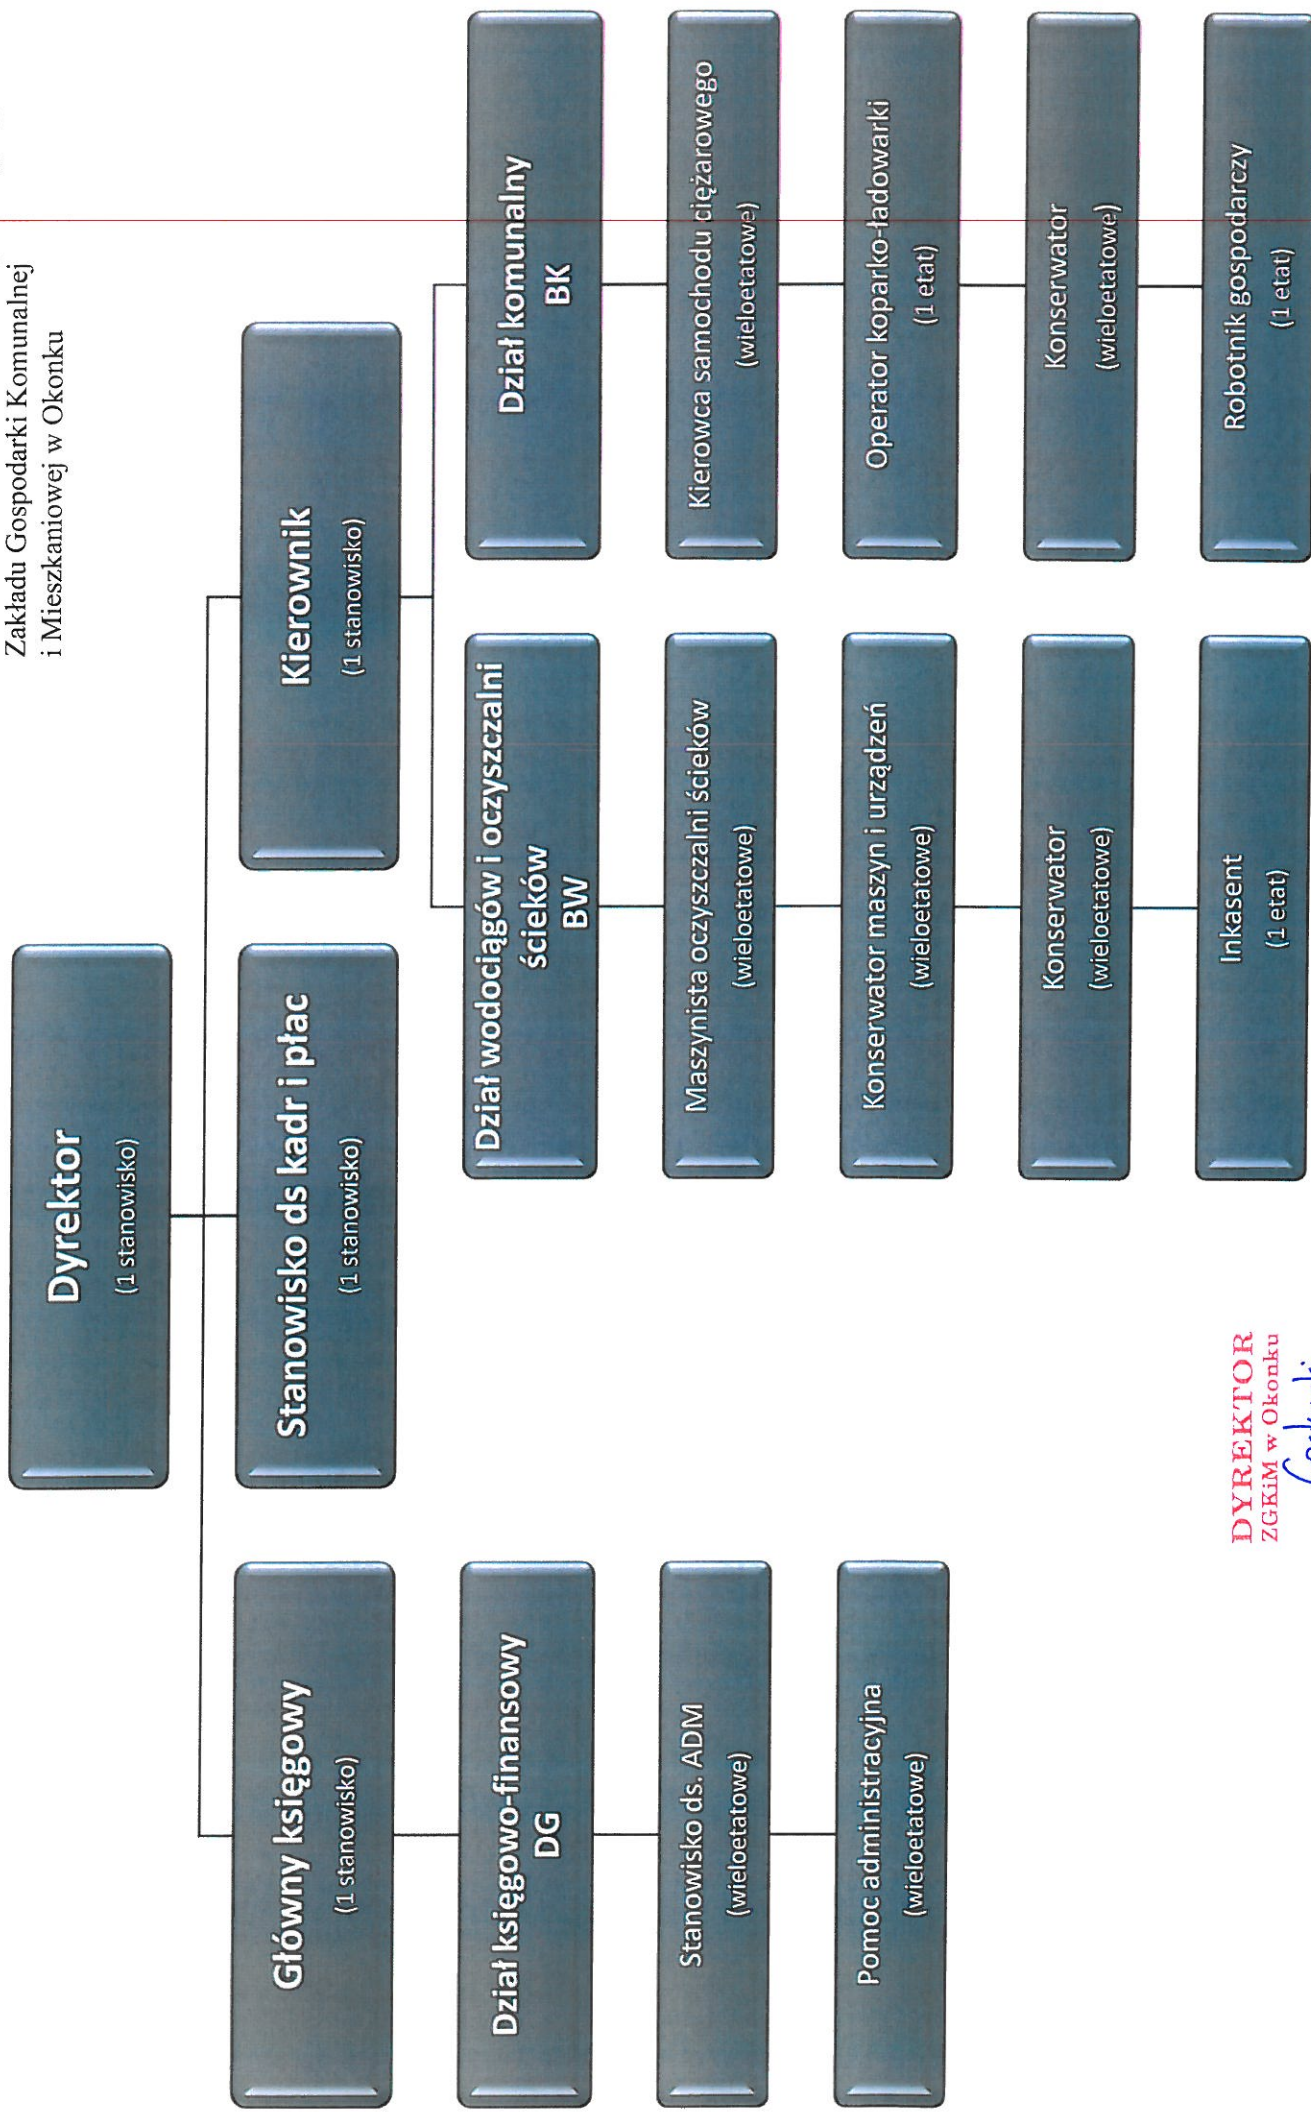 Zakładu Gospodarki Komunalnej
i Mieszkaniowej w Okonku
Dyrektor
(1 stanowisko)
Główny księgowy
(1 stanowisko)
Stanowisko ds kadr i płac
(1 stanowisko)
Kierownik
(1 stanowisko)
Dział księgowo-finansowy
DG
Dział wodociągów i oczyszczalni
ścieków
BW
Dział komunalny
BK
Stanowisko ds. ADM
(wieloetatowe)
Maszynista oczyszczalni ścieków
(wieloetatowe)
Kierowca samochodu ciężarowego
(wieloetatowe)
Pomoc administracyjna
(wieloetatowe)
Konserwator maszyn i urządzeń
(wieloetatowe)
Operator koparko-ładowarki
(1 etat)
Konserwator
(wieloetatowe)
Konserwator
(wieloetatowe)
Inkasent
(1 etat)
Robotnik gospodarczy
(1 etat)
DYREKTOR
ZGKiM w Okonku